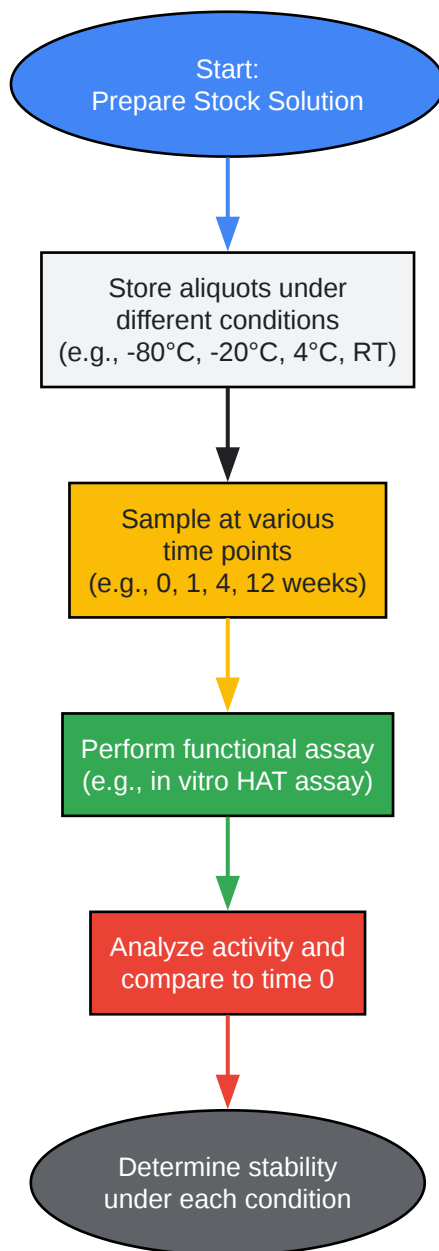 Start:
Prepare Stock Solution
Store aliquots under
different conditions
(e.g., -80°C, -20°C, 4°C, RT)
Sample at various
time points
(e.g., 0, 1, 4, 12 weeks)
Perform functional assay
(e.g., in vitro HAT assay)
Analyze activity and
compare to time 0
Determine stability
under each condition